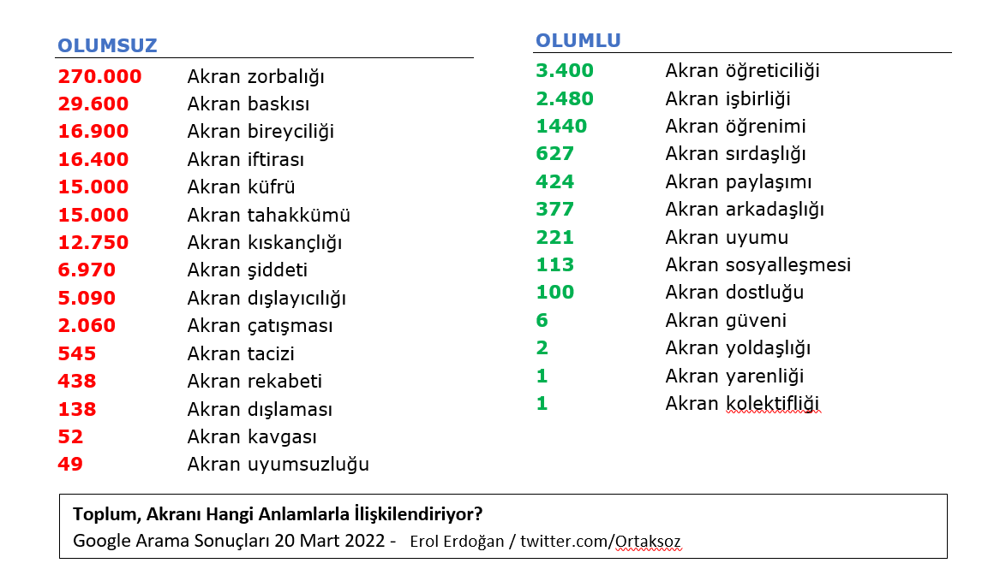 OLUMSUZ
270.000 Akran zorbalığı
29.600 Akran baskısı
16.900 Akran bireyciliği
16.400 Akran iftirası
15.000 Akran küfrü
15.000 Akran tahakkümü
12.750 Akran kıskançlığı
6.970 Akran şiddeti
5.090 Akran dışlayıcılığı
2.060 Akran çatışması
545 Akran tacizi
438 Akran rekabeti
138 Akran dışlaması
52 Akran kavgası
49 Akran uyumsuzluğu
OLUMLU
3.400 Akran öğreticiliği
2.480 Akran işbirliği
1440 Akran öğrenimi
627 Akran sırdaşlığı
424 Akran paylaşımı
377 Akran arkadaşlığı
221 Akran uyumu
113 Akran sosyalleşmesi
100 Akran dostluğu
6 Akran güveni
2 Akran yoldaşlığı
1 Akran yarenliği
1 Akran kolektifliği
Toplum, Akranı Hangi Anlamlarla İlişkilendiriyor?
Google Arama Sonuçları 20 Mart 2022 - Erol Erdoğan / twitter.com/Ortaksoz